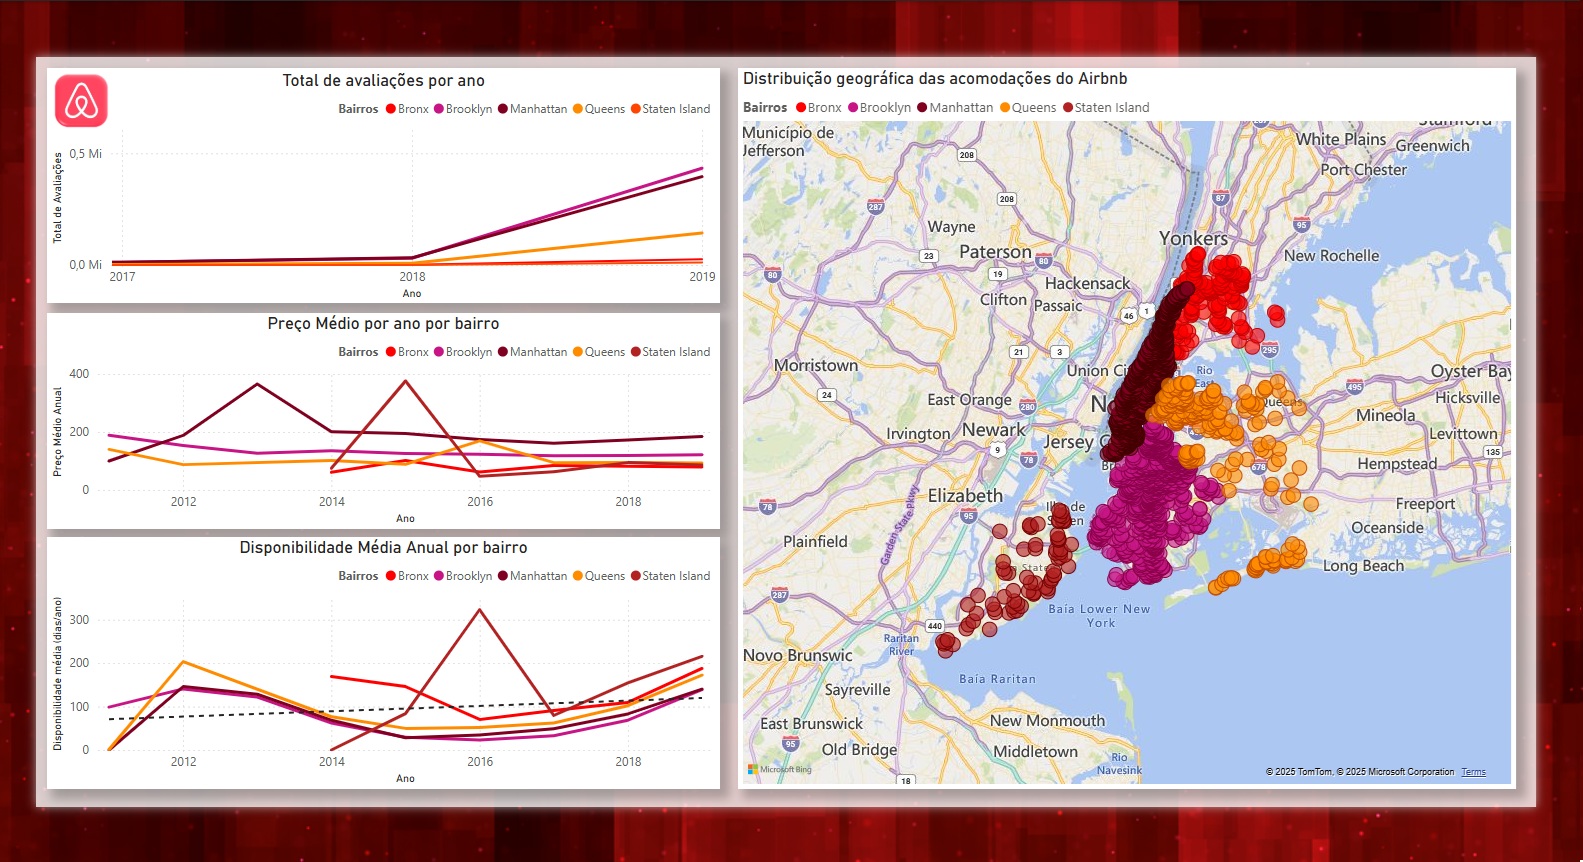 Total de avaliações por ano
Bairros Bronx Brooklyn Manhattan Queens Staten Island
Total de Avaliações
0,5 Mi
0,0 Mi
2017 2018 2019
Ano
Preço Médio por ano por bairro
Bairros Bronx Brooklyn Manhattan Queens Staten Island
Preço Médio Anual
400
200
0
2012 2014 2016 2018
Ano
Disponibilidade Média Anual por bairro
Bairros Bronx Brooklyn Manhattan Queens Staten Island
Disponibilidade média (dias/ano)
300
200
100
0
2012 2014 2016 2018
Ano
Distribuição geográfica das acomodações do Airbnb
Bairros Bronx Brooklyn Manhattan Queens Staten Island
Município de
Jefferson
White Plains
Greenwich
208
Port Chester
287
208
87
95
Wayne
Yonkers
Paterson
23
80
New Rochelle
80
19
Hackensack
Clifton
Passaic
46
1
21
3
295
Morristown
Union
Rio
Oyster Bay
495
24
East Orange
280
Queens
Hicksville
Mineola
Irvington
Newark
Jersey
Levittown
9
78
678
Hempstead
135
Elizabeth
78
95
Garden State Pkwy
Freeport
Oceanside
Plainfield
Long Beach
287
Baía Lower New
York
440
Raritan
River
Novo Brunswic
Baía Raritan
Sayreville
East Brunswick
New Monmouth
95
Old Bridge
Middletown
Rio
Navesink
Microsoft Bing
18
© 2025 TomTom, © 2025 Microsoft Corporation Terms